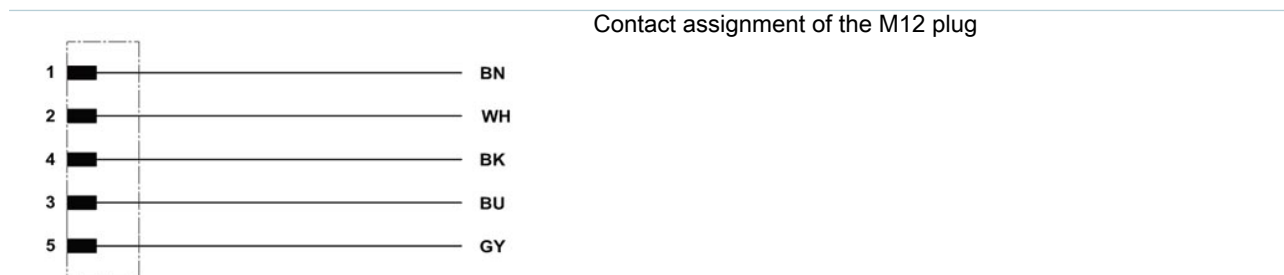 Contact assignment of the M12 plug
1 BN
2 WH
4 BK
3 BU
5 GY